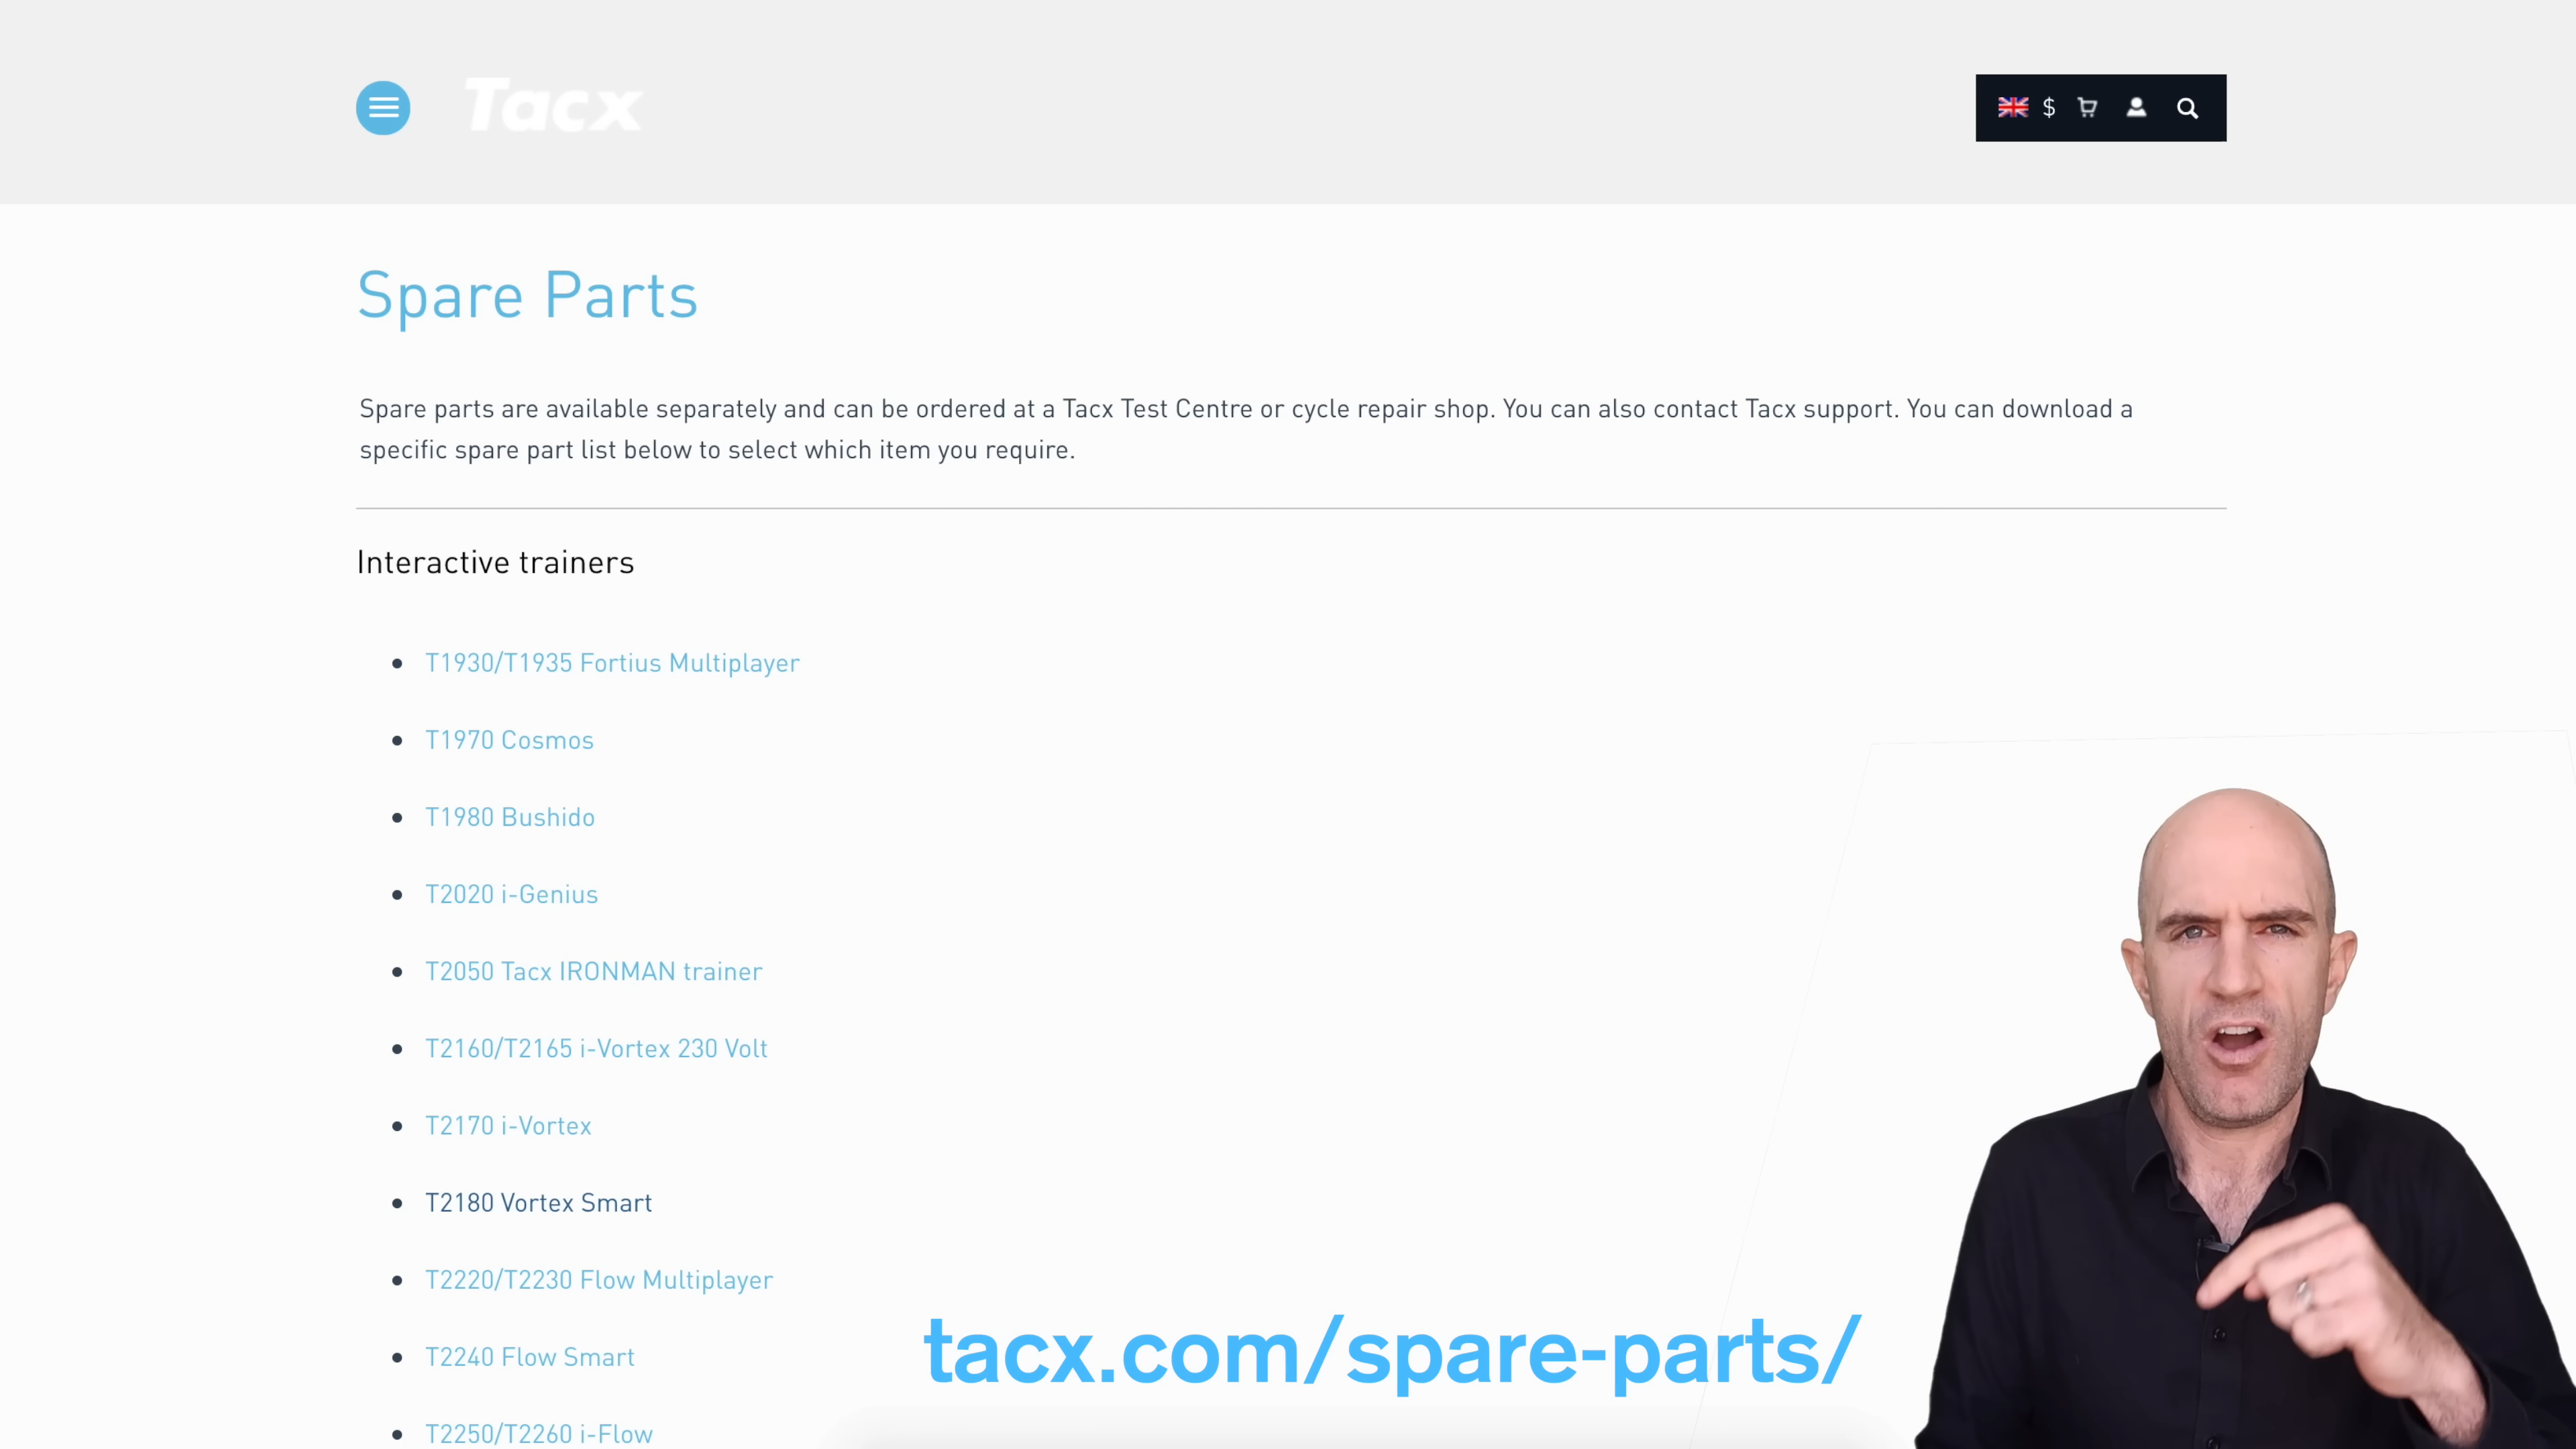 Tacx
$
Spare Parts
Spare parts are available separately and can be ordered at a Tacx Test Centre or cycle repair shop. You can also contact Tacx support. You can download a
specific spare part list below to select which item you require.
Interactive trainers
T1930/T1935 Fortius Multiplayer
T1970 Cosmos
T1980 Bushido
T2020 i-Genius
T2050 Tacx IRONMAN trainer
T2160/T2165 i-Vortex 230 Volt
T2170 i-Vortex
T2180 Vortex Smart
T2220/T2230 Flow Multiplayer
T2240 Flow Smart
tacx.com/spare-parts/
T2250/T2260 i-Flow